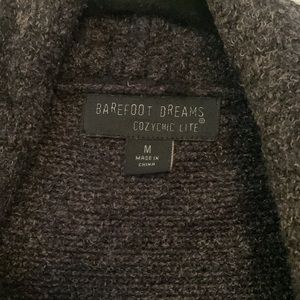 BAREFOOT DREAMS
COZYCHIC LITE®
M
MADE IN
CHINA